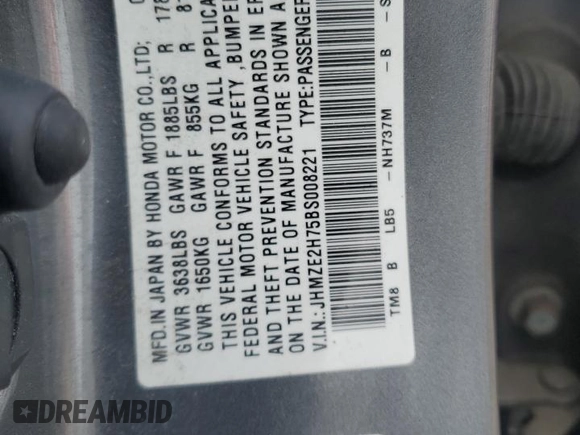 MFD.IN JAPAN BY HONDA MOTOR CO.,LTD;
GVWR 3638LBS GAWR F 1885LBS R 178
GVWR 1650KG GAWR F 855KG R 81
THIS VEHICLE CONFORMS TO ALL APPLICA
FEDERAL MOTOR VEHICLE SAFETY ,BUMPER
AND THEFT PREVENTION STANDARDS IN EF
ON THE DATE OF MANUFACTURE SHOWN A
V.I.N.:JHMZE2H75BS008221 TYPE:PASSENGER
TM8 B LB5 -NH737M -B -S
DREAMBID